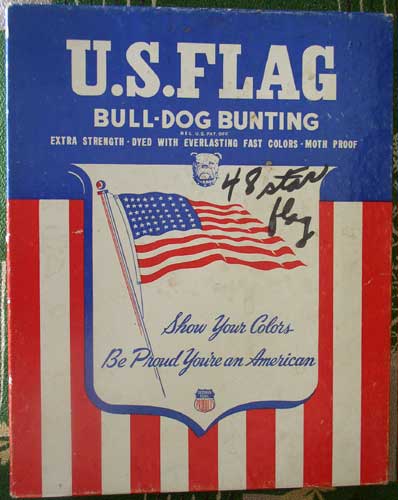 U.S. FLAG
BULL-DOG BUNTING
REG. U.S. PAT. OFF.
EXTRA STRENGTH · DYED WITH EVERLASTING FAST COLORS · MOTH PROOF
48 star
flag
Show Your Colors
Be Proud You're an American